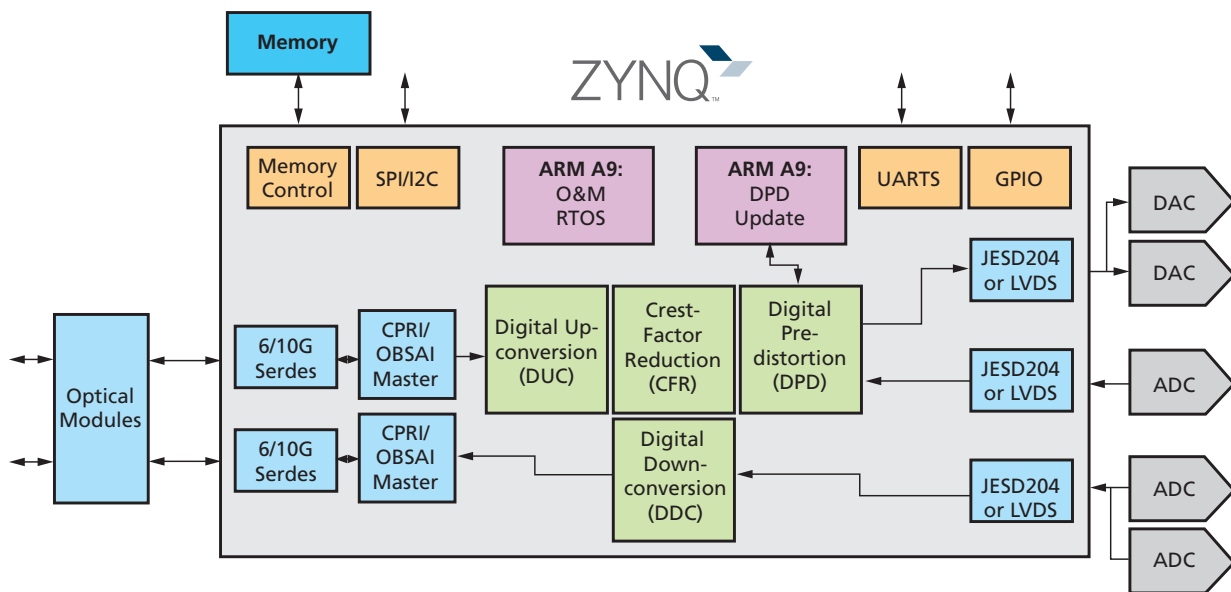 Memory
ZYNQ™
Memory
Control
SPI/I2C
ARM A9:
O&M
RTOS
ARM A9:
DPD
Update
UARTS
GPIO
DAC
DAC
JESD204
or LVDS
Optical
Modules
6/10G
Serdes
CPRI/
OBSAI
Master
Digital Up-
conversion
(DUC)
Crest-
Factor
Reduction
(CFR)
Digital
Pre-
distortion
(DPD)
JESD204
or LVDS
ADC
6/10G
Serdes
CPRI/
OBSAI
Master
Digital
Down-
conversion
(DDC)
JESD204
or LVDS
ADC
ADC